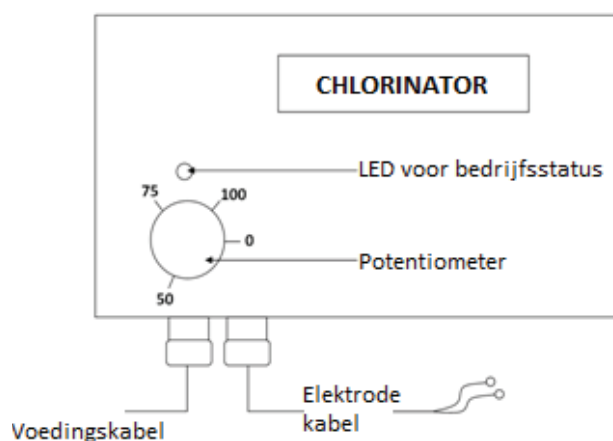 CHLORINATOR
LED voor bedrijfsstatus
75
100
0
Potentiometer
50
Elektrode
kabel
Voedingskabel